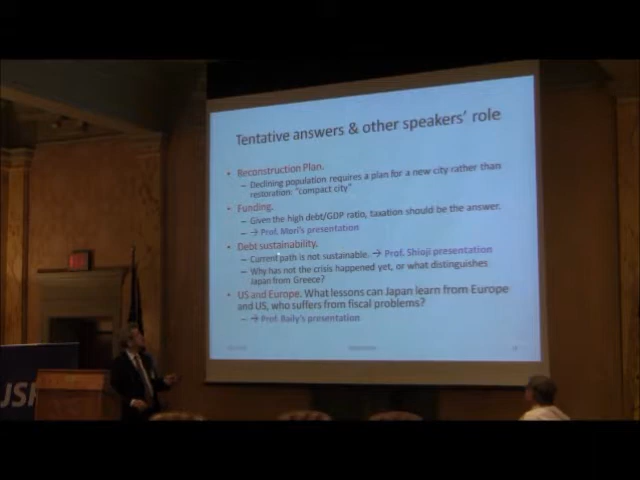 Tentative answers & other speakers' role
• Reconstruction Plan.
– Declining population requires a plan for a new city rather than
restoration: "compact city"
• Funding.
– Given the high debt/GDP ratio, taxation should be the answer.
– → Prof. Mori's presentation
• Debt sustainability.
– Current path is not sustainable. → Prof. Shioji presentation
– Why has not the crisis happened yet, or what distinguishes
Japan from Greece?
• US and Europe. What lessons can Japan learn from Europe
and US, who suffers from fiscal problems?
– → Prof. Baily's presentation